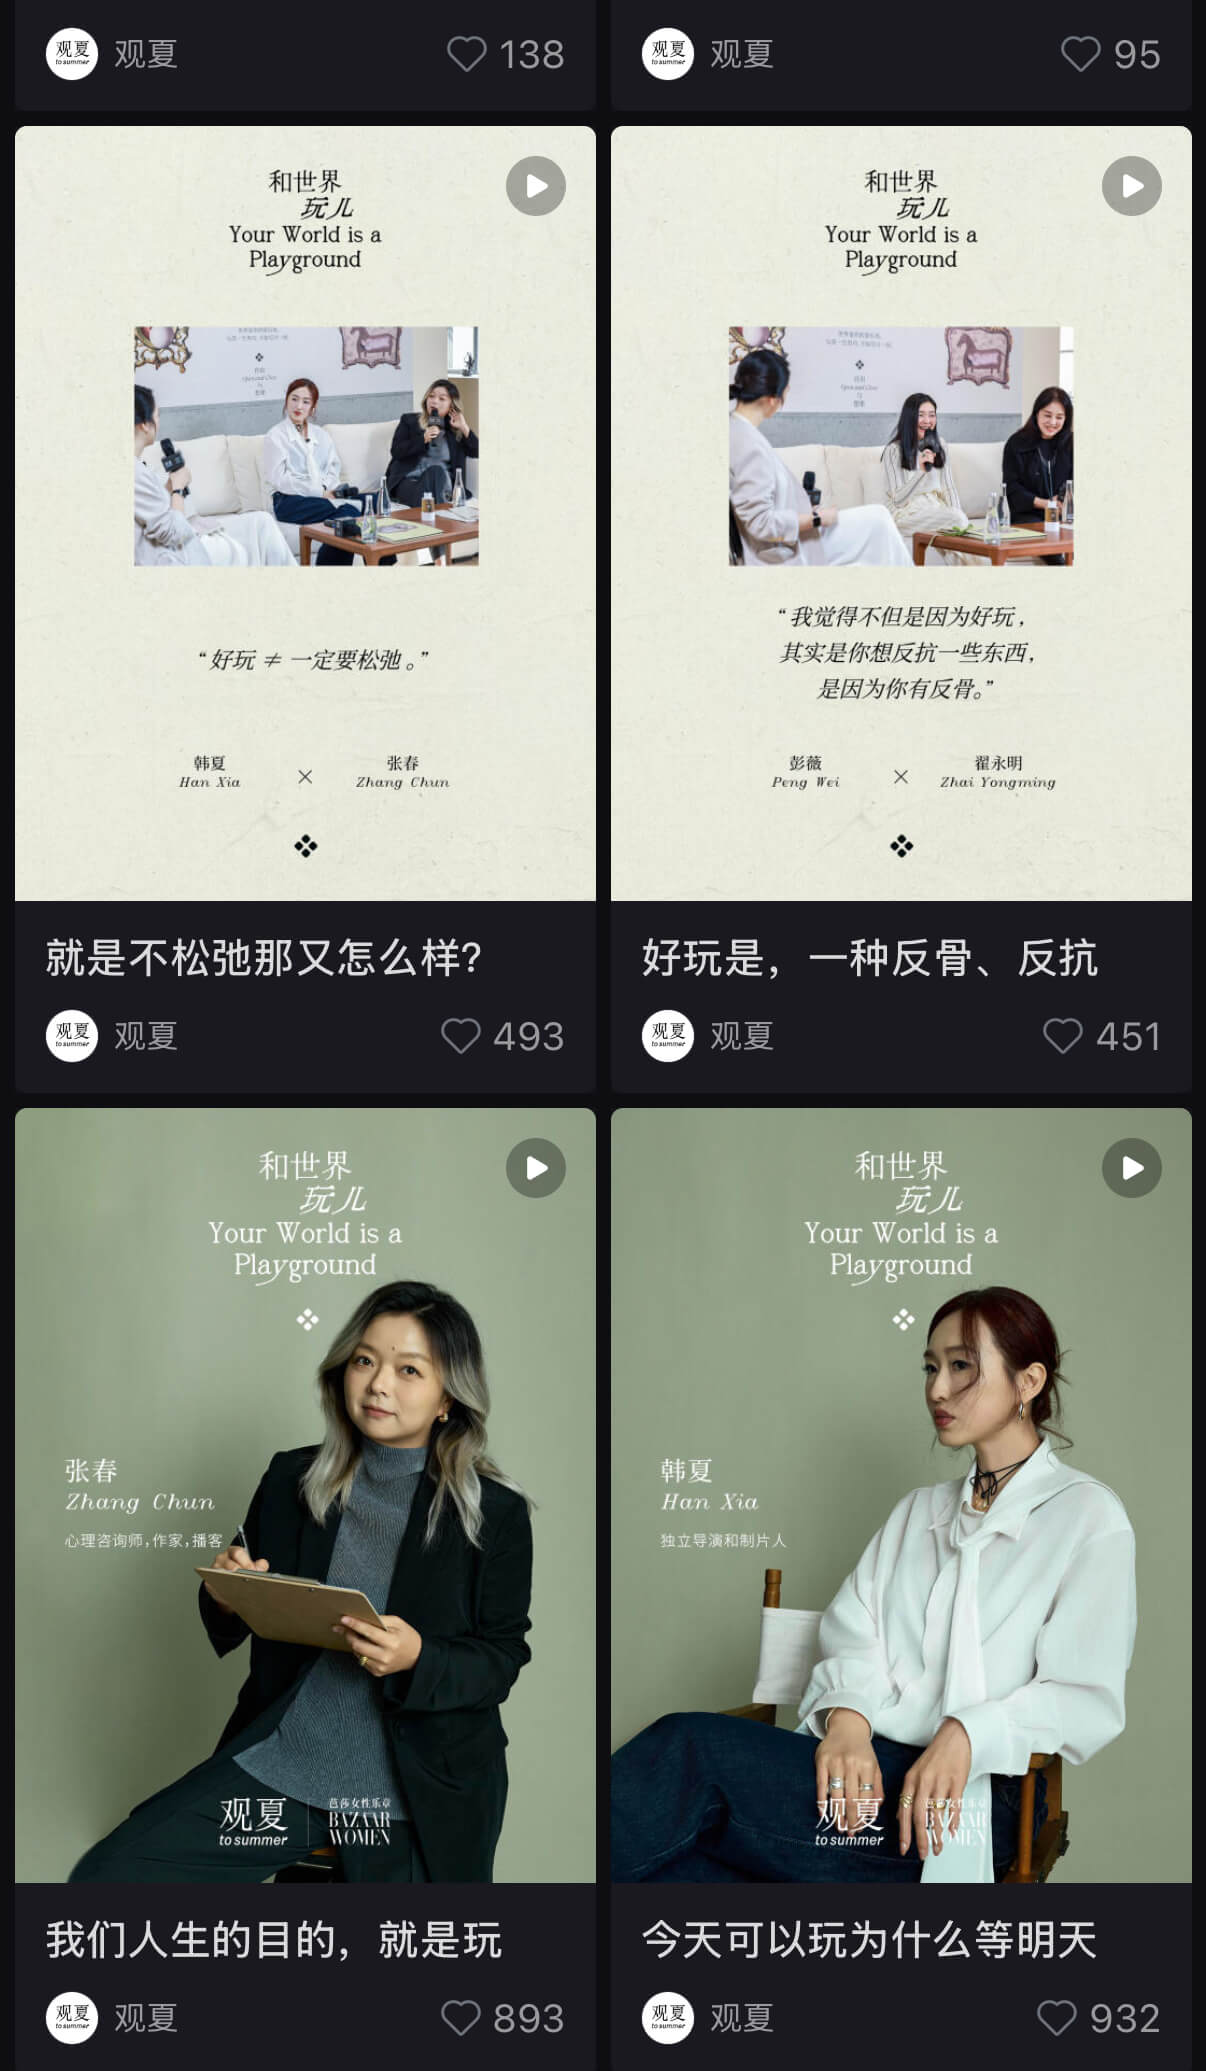 观夏
to summer
观夏
138
观夏
to summer
观夏
95
和世界
玩儿
Your World is a
Playground
“好玩 ≠ 一定要松弛。”
韩夏
Han Xia
×
张春
Zhang Chun
就是不松弛那又怎么样?
观夏
to summer
观夏
493
和世界
玩儿
Your World is a
Playground
“我觉得不但是因为好玩，
其实是你想反抗一些东西，
是因为你有反骨。”
彭薇
Peng Wei
×
翟永明
Zhai Yongming
好玩是，一种反骨、反抗
观夏
to summer
观夏
451
和世界
玩儿
Your World is a
Playground
张春
Zhang Chun
心理咨询师，作家，播客
观夏
to summer
芭莎女性乐章
BAZAAR
WOMEN
我们人生的目的，就是玩
观夏
to summer
观夏
893
和世界
玩儿
Your World is a
Playground
韩夏
Han Xia
独立导演和制片人
观夏
to summer
芭莎女性乐章
BAZAAR
WOMEN
今天可以玩为什么等明天
观夏
to summer
观夏
932